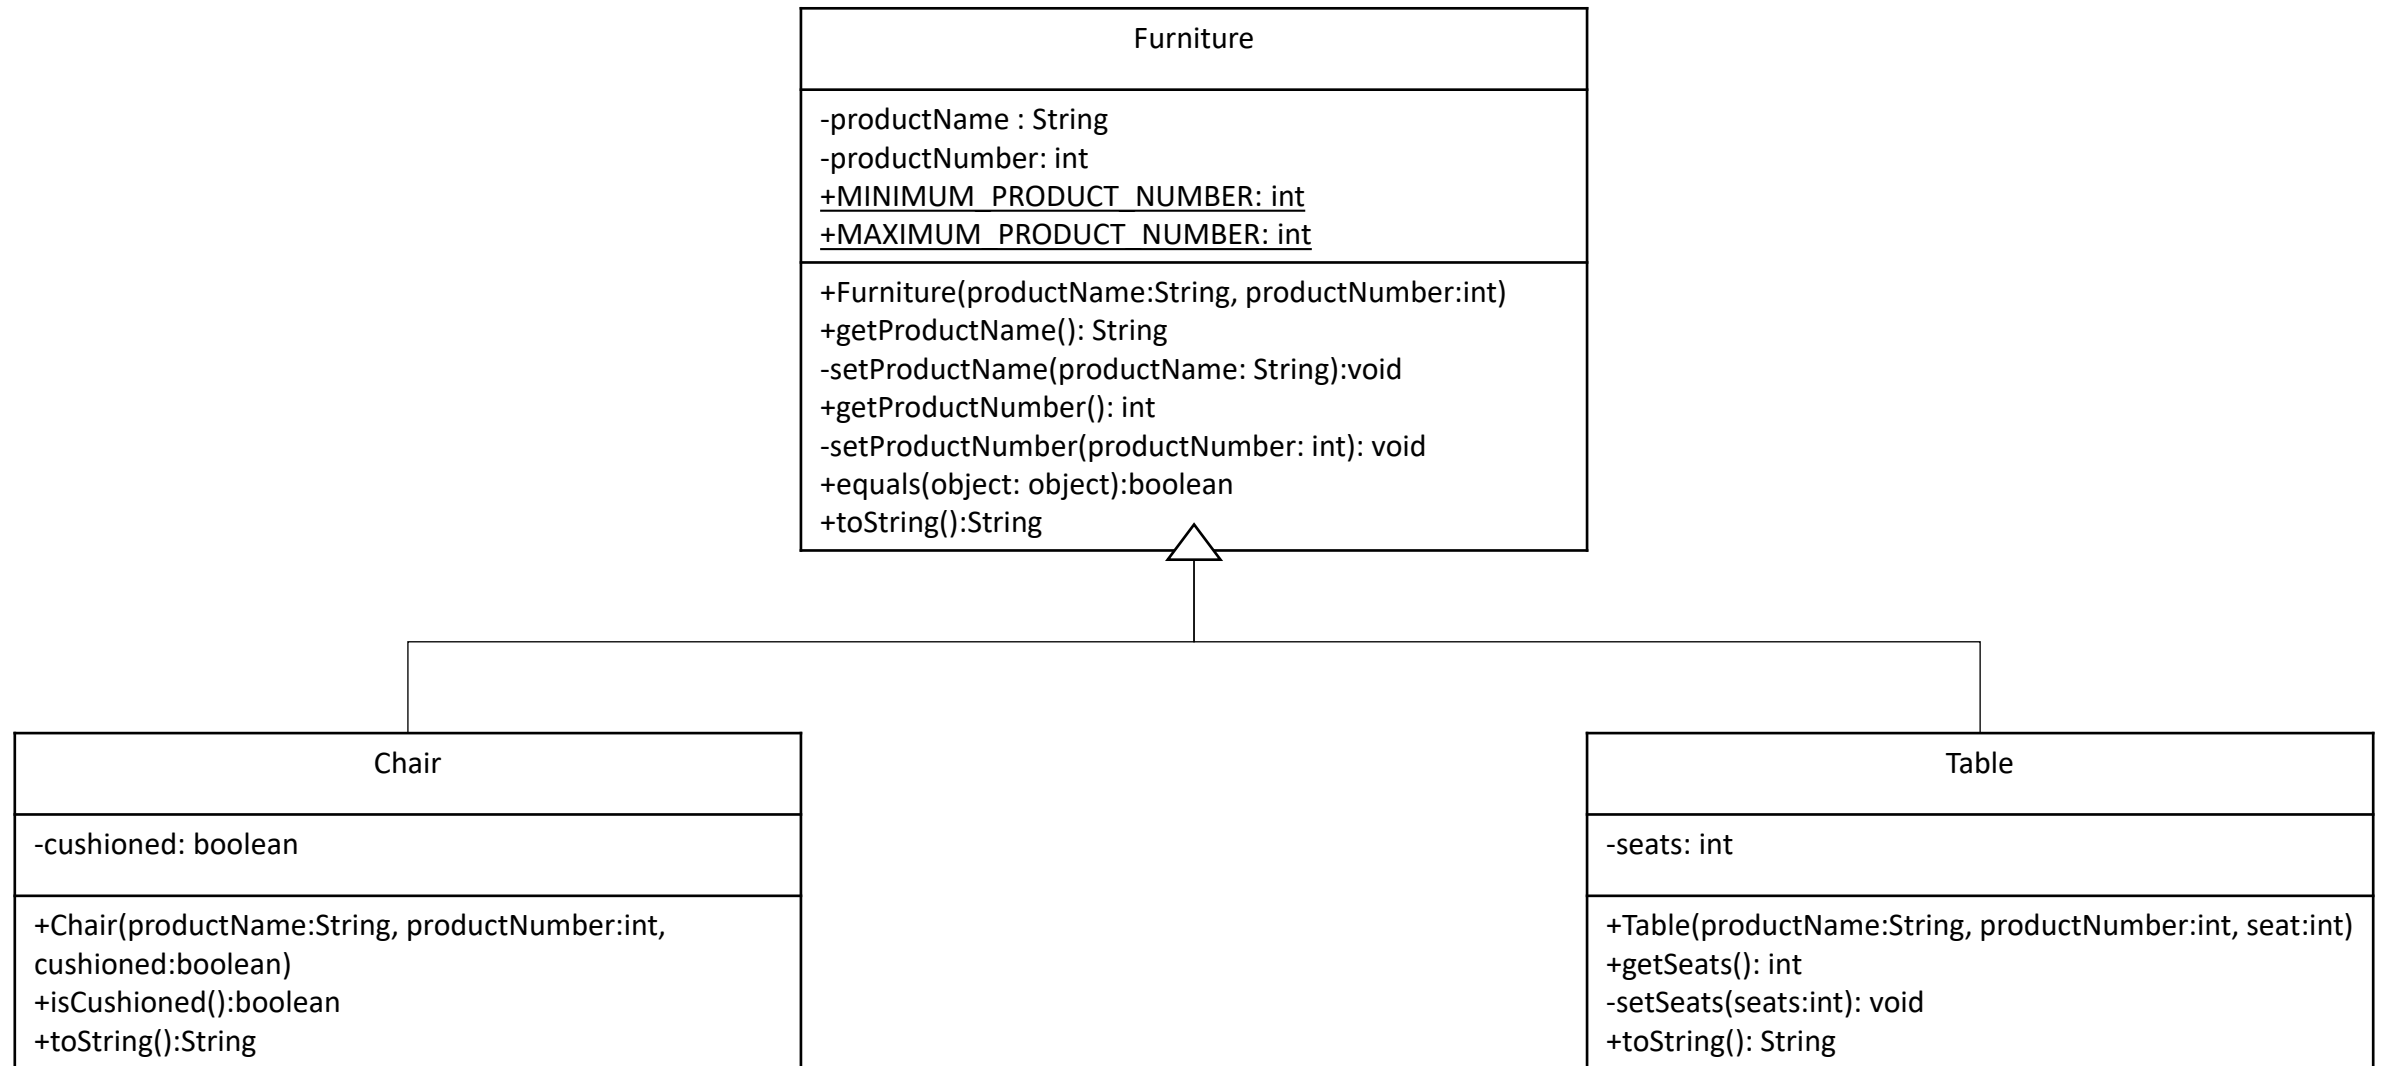 Furniture
-productName : String
-productNumber: int
+MINIMUM_PRODUCT_NUMBER: int
+MAXIMUM_PRODUCT_NUMBER: int
+Furniture(productName:String, productNumber:int)
+getProductName(): String
-setProductName(productName: String):void
+getProductNumber(): int
-setProductNumber(productNumber: int): void
+equals(object: object):boolean
+toString():String
Chair
-cushioned: boolean
+Chair(productName:String, productNumber:int,
cushioned:boolean)
+isCushioned():boolean
+toString():String
Table
-seats: int
+Table(productName:String, productNumber:int, seat:int)
+getSeats(): int
-setSeats(seats:int): void
+toString(): String